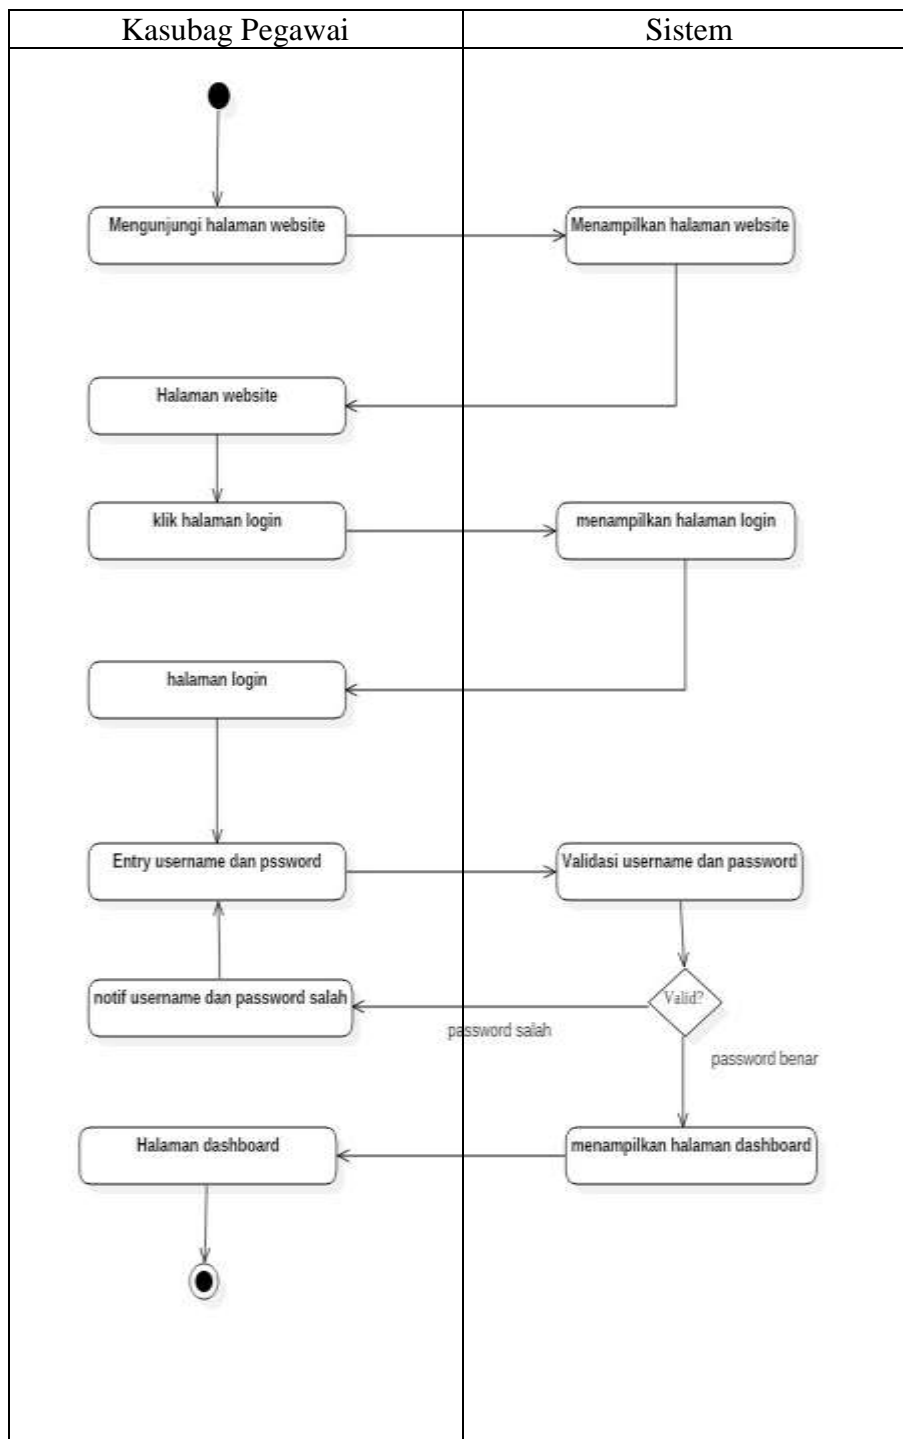 Kasubag Pegawai
Sistem
Mengunjungi halaman website
Menampilkan halaman website
Halaman website
klik halaman login
menampilkan halaman login
halaman login
Entry username dan pssword
Validasi username dan password
notif username dan password salah
Valid?
password salah
password benar
Halaman dashboard
menampilkan halaman dashboard